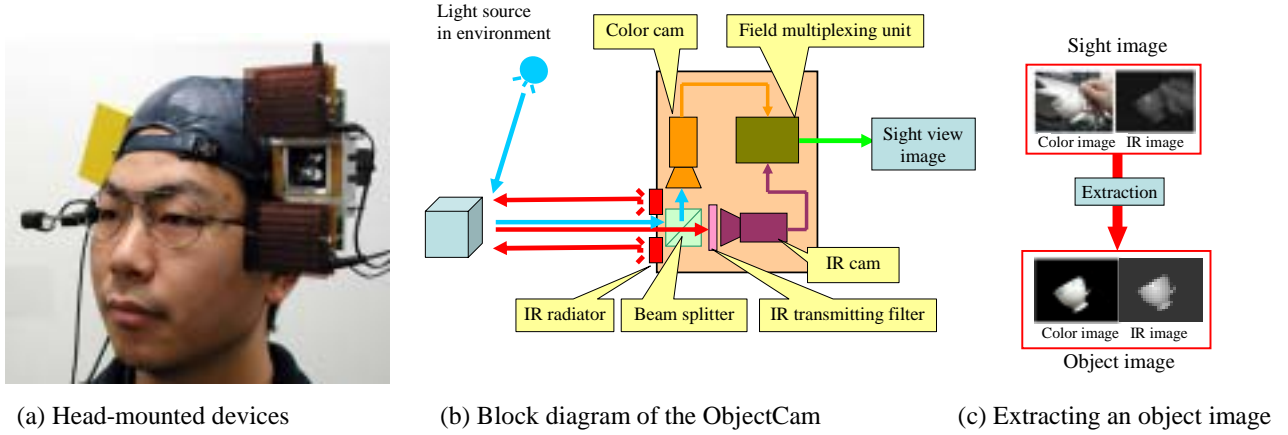 Light source
in environment
Color cam
Field multiplexing unit
Sight view
image
IR cam
IR radiator
Beam splitter
IR transmitting filter
Sight image
Color image
IR image
Extraction
Color image
IR image
Object image
(a) Head-mounted devices
(b) Block diagram of the ObjectCam
(c) Extracting an object image